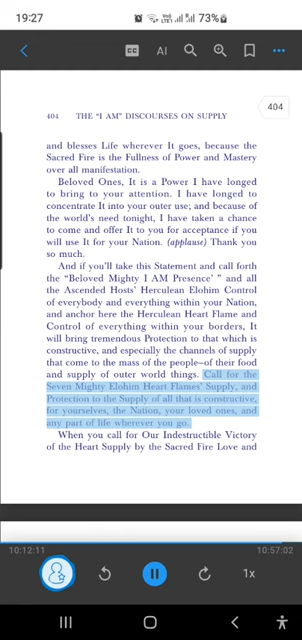 19:27
73%
CC
AI
404
404 THE "I AM" DISCOURSES ON SUPPLY
and blesses Life wherever It goes, because the
Sacred Fire is the Fullness of Power and Mastery
over all manifestation.
Beloved Ones, It is a Power I have longed
to bring to your attention. I have longed to
concentrate It into your outer use; and because of
the world's need tonight, I have taken a chance
to come and offer It to you for acceptance if you
will use It for your Nation. (applause) Thank you
so much.
And if you'll take this Statement and call forth
the "Beloved Mighty I AM Presence' " and all
the Ascended Hosts' Herculean Elohim Control
of everybody and everything within your Nation,
and anchor here the Herculean Heart Flame and
Control of everything within your borders, It
will bring tremendous Protection to that which is
constructive, and especially the channels of supply
that come to the mass of the people–of their food
and supply of outer world things. Call for the
Seven Mighty Elohim Heart Flames' Supply, and
Protection to the Supply of all that is constructive,
for yourselves, the Nation, your loved ones, and
any part of life wherever you go.
When you call for Our Indestructible Victory
of the Heart Supply by the Sacred Fire Love and
10:12:11
10:57:02
1x